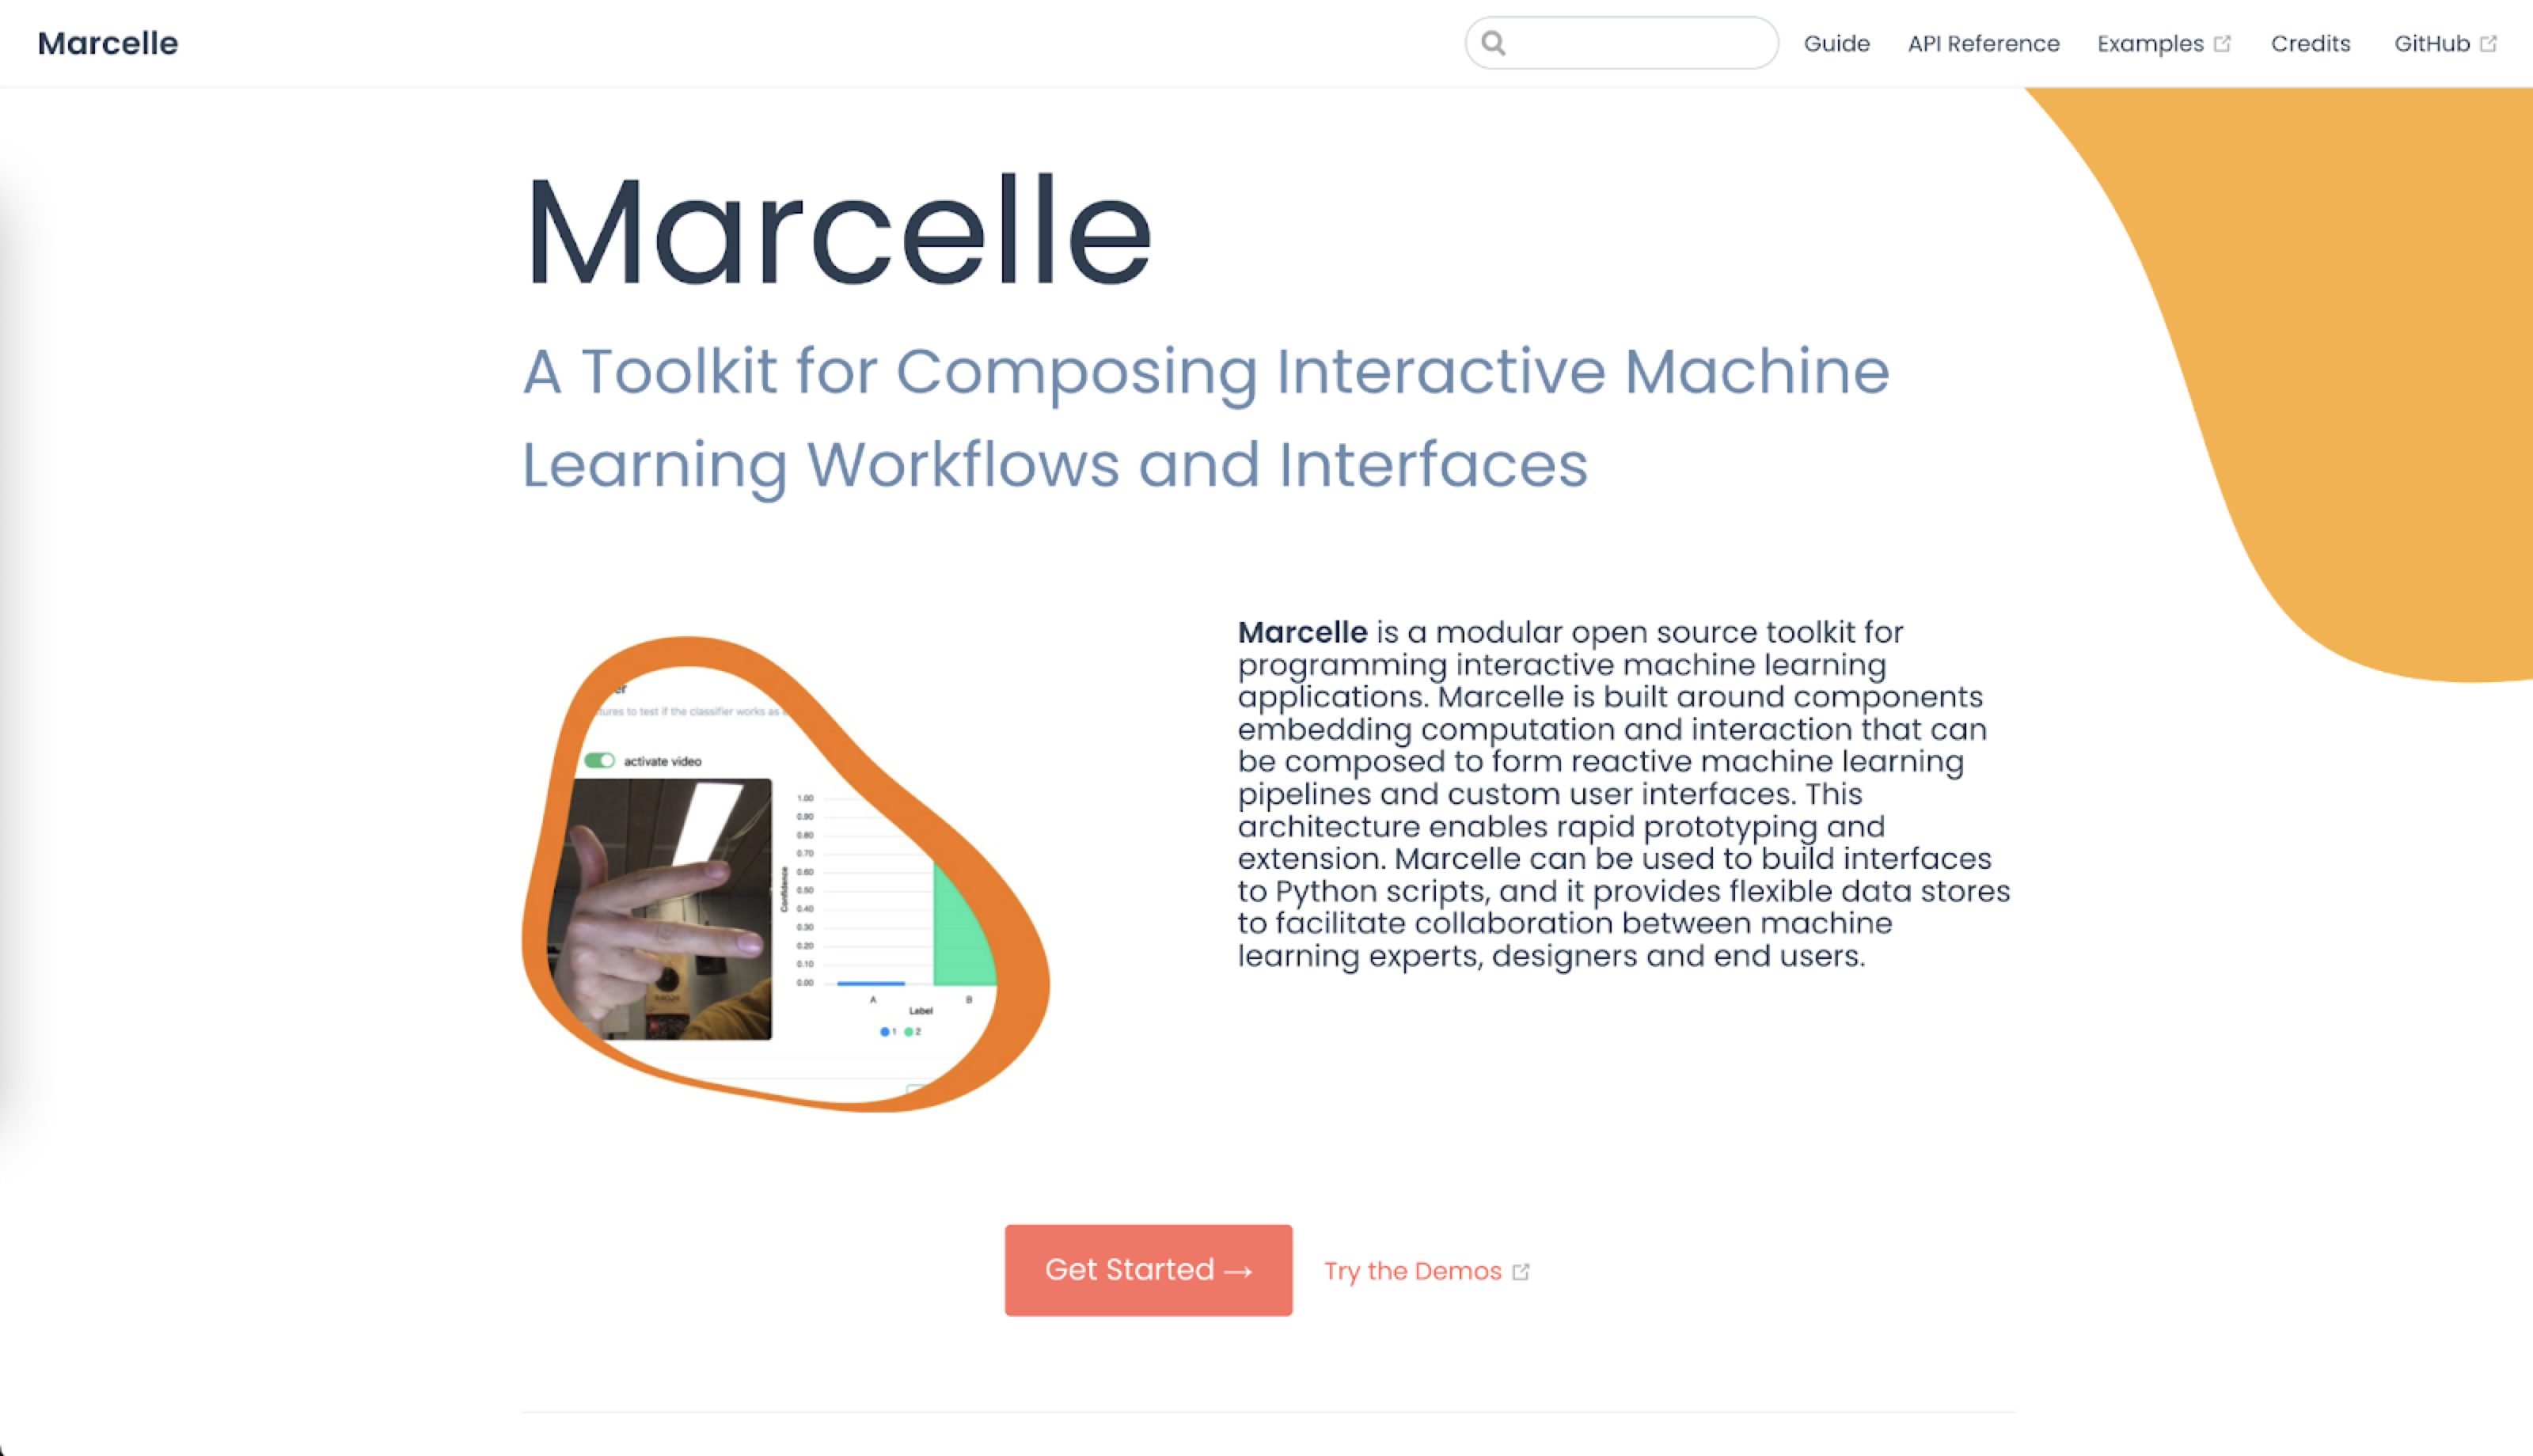 Marcelle
Guide API Reference Examples Credits GitHub
Marcelle
A Toolkit for Composing Interactive Machine
Learning Workflows and Interfaces
tures to test if the classifier works as
activate video
1.00
0.90
0.80
0.70
0.60
0.50
0.40
0.30
0.20
0.10
0.00
Confidence
A B
Label
1 2
Marcelle is a modular open source toolkit for
programming interactive machine learning
applications. Marcelle is built around components
embedding computation and interaction that can
be composed to form reactive machine learning
pipelines and custom user interfaces. This
architecture enables rapid prototyping and
extension. Marcelle can be used to build interfaces
to Python scripts, and it provides flexible data stores
to facilitate collaboration between machine
learning experts, designers and end users.
Get Started →
Try the Demos